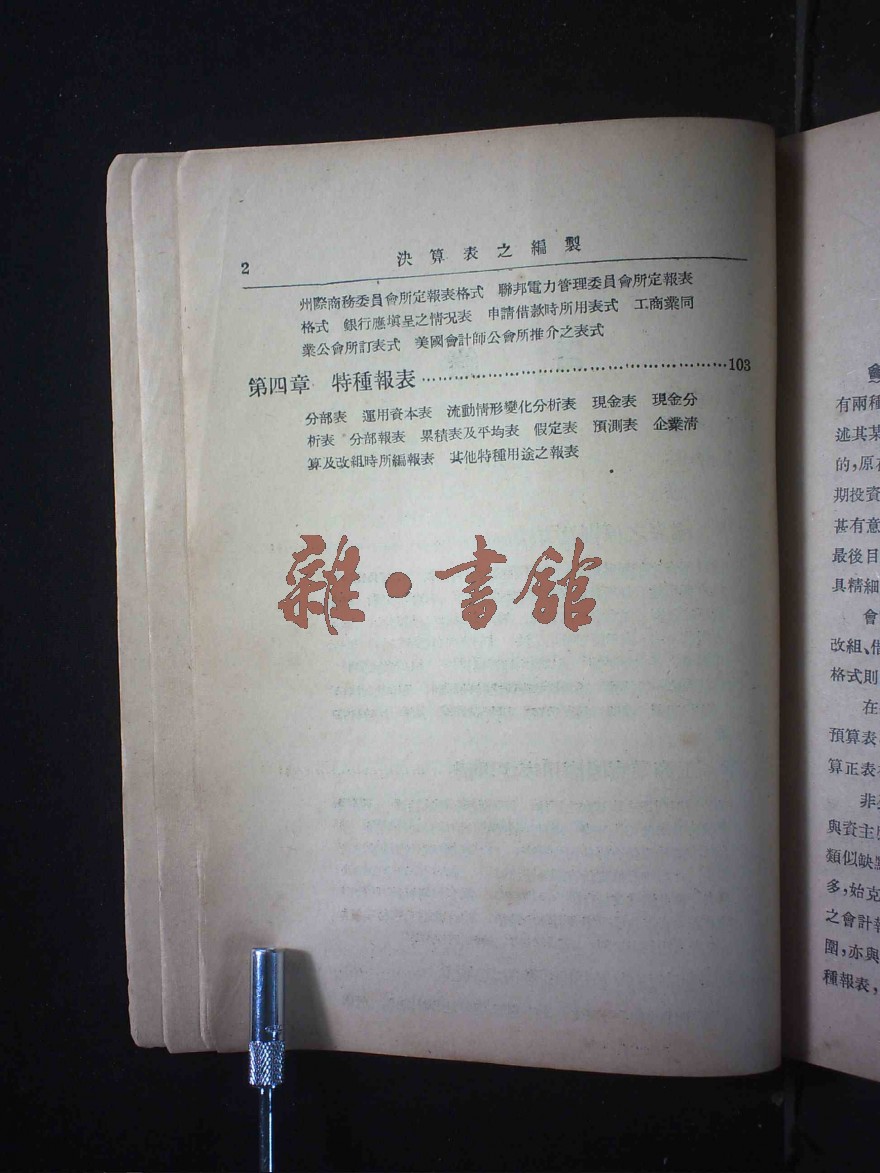 2
決算表之編製
州際商務委員會所定報表格式 聯邦電力管理委員會所定報表
格式 銀行應填呈之情況表 申請借款時所用表式 工商業同
業公會所訂表式 美國會計師公會所推介之表式
第四章 特種報表……………………………………103
分部表 運用資本表 流動情形變化分析表 現金表 現金分
析表 分部報表 累積表及平均表 假定表 預測表 企業清
算及改組時所編報表 其他特種用途之報表
雜·書館
會
有兩種
述其某
的,原在
期投資
甚有意
最後目
具精細
會
改組、借
格式則
在
預算表
算正表
非
與資主
類似缺點
多,始克
之會計報
圍,亦與
種報表,